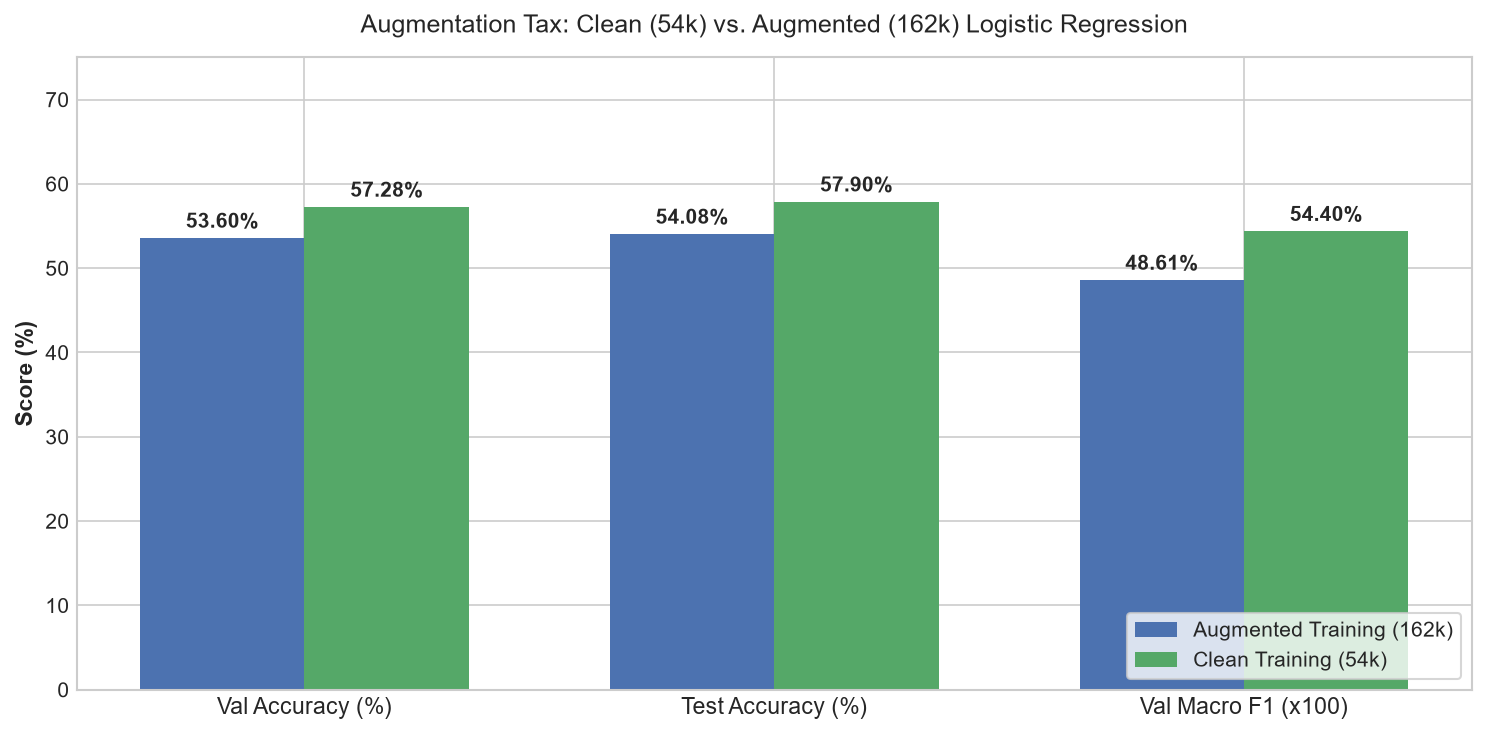 Augmentation Tax: Clean (54k) vs. Augmented (162k) Logistic Regression
Score (%)
70
60
50
40
30
20
10
0
53.60%
57.28%
54.08%
57.90%
48.61%
54.40%
Val Accuracy (%)
Test Accuracy (%)
Val Macro F1 (x100)
Augmented Training (162k)
Clean Training (54k)